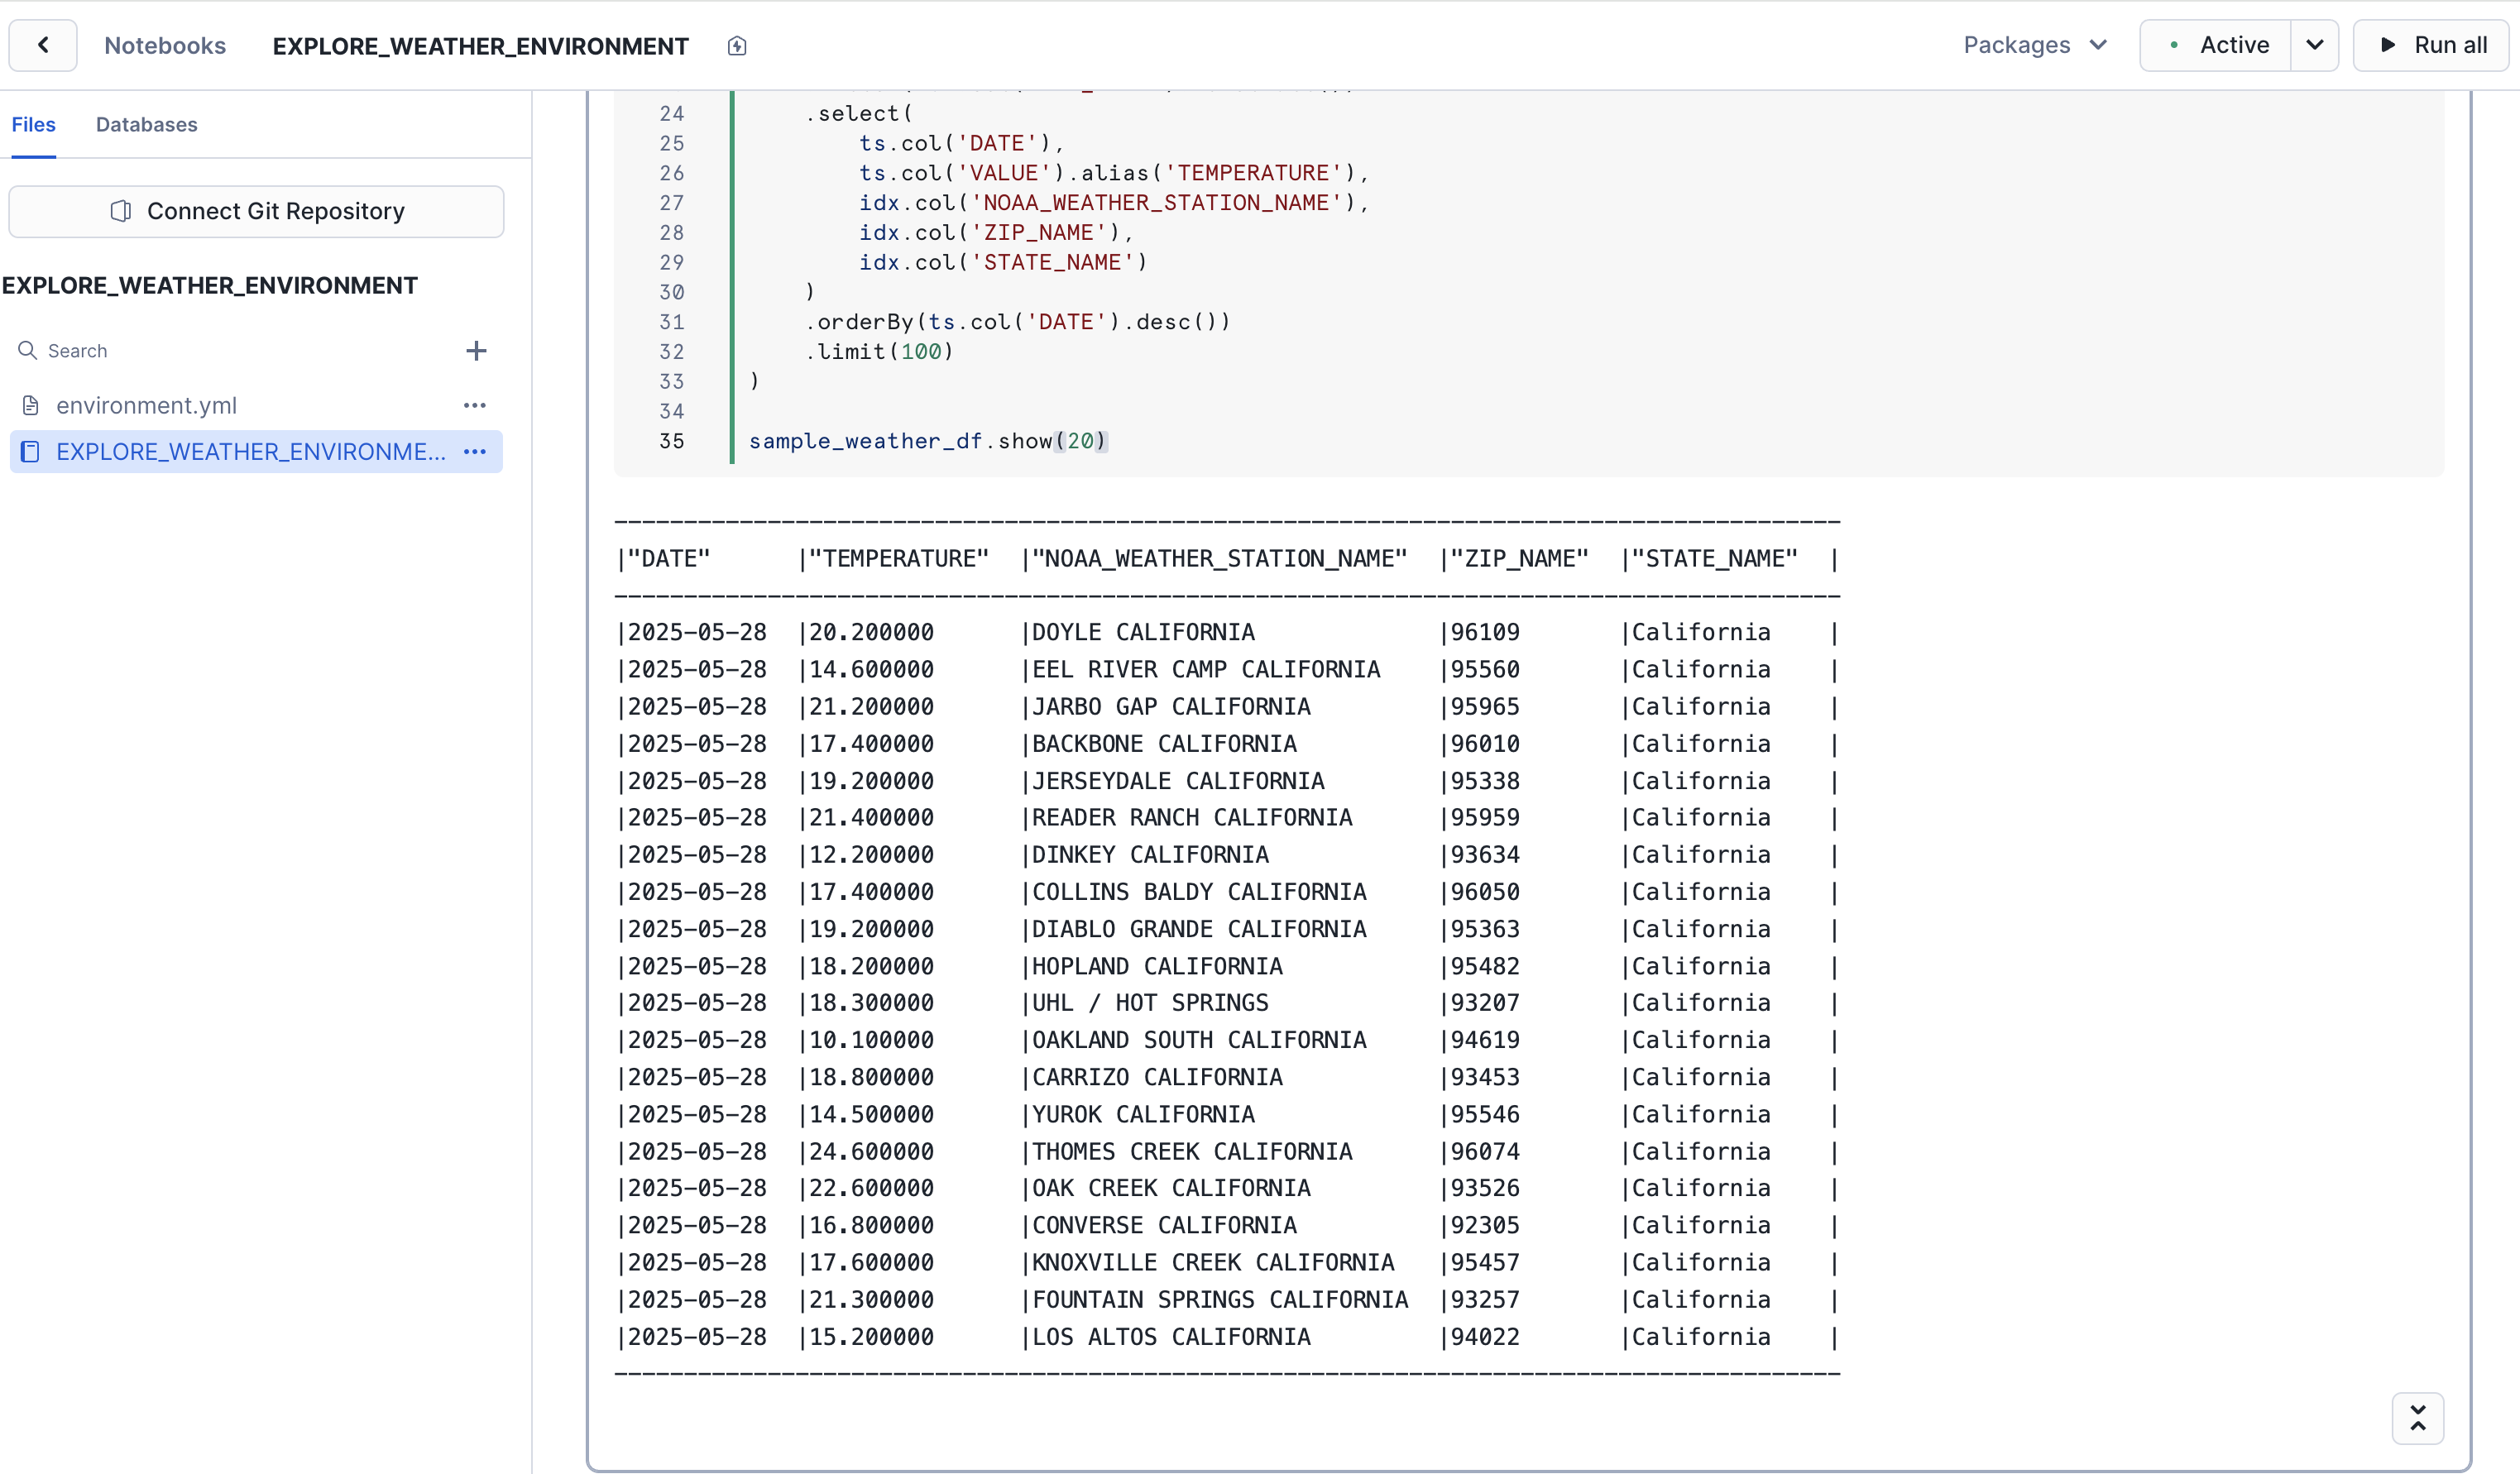 Notebooks EXPLORE_WEATHER_ENVIRONMENT Packages Active Run all
Files Databases
Connect Git Repository
EXPLORE_WEATHER_ENVIRONMENT
Search
environment.yml
EXPLORE_WEATHER_ENVIRONME...
24 .select(
25 ts.col('DATE'),
26 ts.col('VALUE').alias('TEMPERATURE'),
27 idx.col('NOAA_WEATHER_STATION_NAME'),
28 idx.col('ZIP_NAME'),
29 idx.col('STATE_NAME')
30 )
31 .orderBy(ts.col('DATE').desc())
32 .limit(100)
33 )
34
35 sample_weather_df.show(20)
|"DATE" |"TEMPERATURE" |"NOAA_WEATHER_STATION_NAME" |"ZIP_NAME" |"STATE_NAME" |
|2025-05-28 |20.200000 |DOYLE CALIFORNIA |96109 |California |
|2025-05-28 |14.600000 |EEL RIVER CAMP CALIFORNIA |95560 |California |
|2025-05-28 |21.200000 |JARBO GAP CALIFORNIA |95965 |California |
|2025-05-28 |17.400000 |BACKBONE CALIFORNIA |96010 |California |
|2025-05-28 |19.200000 |JERSEYDALE CALIFORNIA |95338 |California |
|2025-05-28 |21.400000 |READER RANCH CALIFORNIA |95959 |California |
|2025-05-28 |12.200000 |DINKEY CALIFORNIA |93634 |California |
|2025-05-28 |17.400000 |COLLINS BALDY CALIFORNIA |96050 |California |
|2025-05-28 |19.200000 |DIABLO GRANDE CALIFORNIA |95363 |California |
|2025-05-28 |18.200000 |HOPLAND CALIFORNIA |95482 |California |
|2025-05-28 |18.300000 |UHL / HOT SPRINGS |93207 |California |
|2025-05-28 |10.100000 |OAKLAND SOUTH CALIFORNIA |94619 |California |
|2025-05-28 |18.800000 |CARRIZO CALIFORNIA |93453 |California |
|2025-05-28 |14.500000 |YUROK CALIFORNIA |95546 |California |
|2025-05-28 |24.600000 |THOMES CREEK CALIFORNIA |96074 |California |
|2025-05-28 |22.600000 |OAK CREEK CALIFORNIA |93526 |California |
|2025-05-28 |16.800000 |CONVERSE CALIFORNIA |92305 |California |
|2025-05-28 |17.600000 |KNOXVILLE CREEK CALIFORNIA |95457 |California |
|2025-05-28 |21.300000 |FOUNTAIN SPRINGS CALIFORNIA |93257 |California |
|2025-05-28 |15.200000 |LOS ALTOS CALIFORNIA |94022 |California |